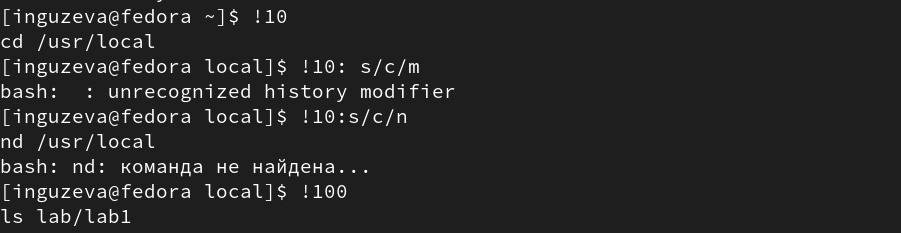 [inguzeva@fedora ~]$ !10
cd /usr/local
[inguzeva@fedora local]$ !10: s/c/m
bash:  : unrecognized history modifier
[inguzeva@fedora local]$ !10:s/c/n
nd /usr/local
bash: nd: команда не найдена...
[inguzeva@fedora local]$ !100
ls lab/lab1